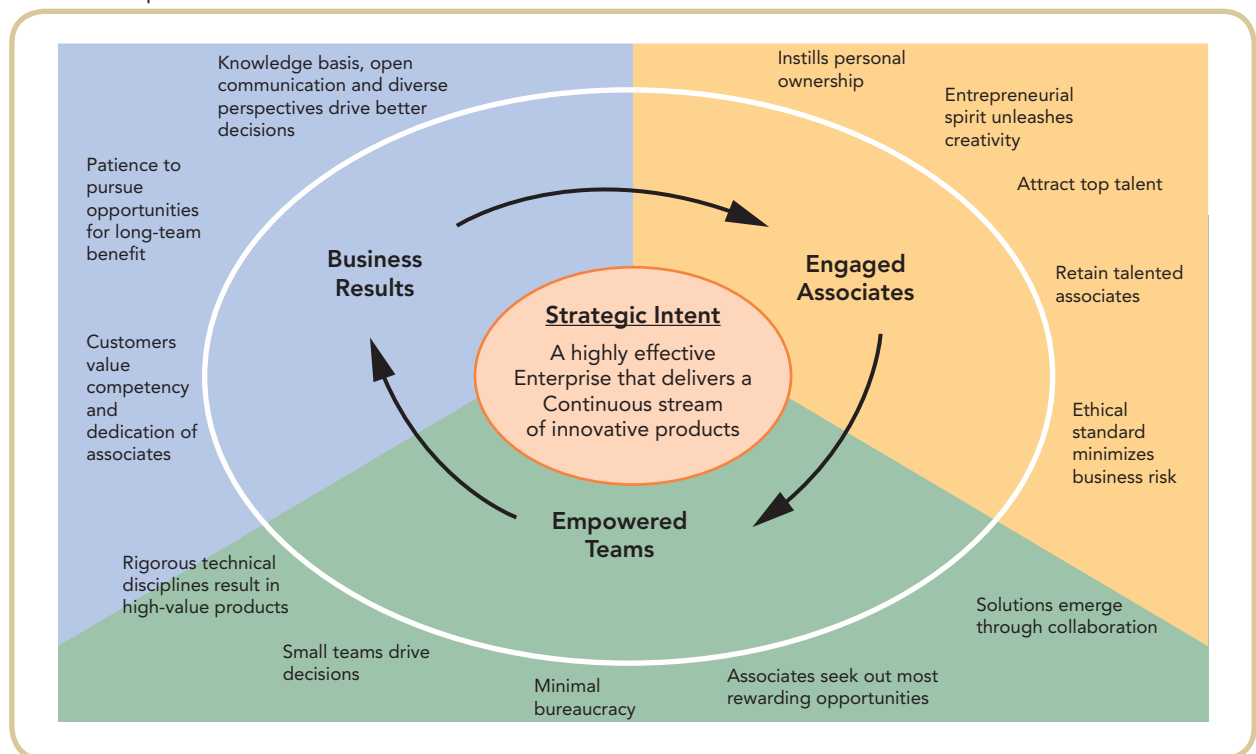 Knowledge basis, open
communication and diverse
perspectives drive better
decisions
Instills personal
ownership
Entrepreneurial
spirit unleashes
creativity
Patience to
pursue
opportunities
for long-team
benefit
Attract top talent
Business
Results
Engaged
Associates
Retain talented
associates
Strategic Intent
A highly effective
Enterprise that delivers a
Continuous stream
of innovative products
Customers
value
competency
and
dedication of
associates
Ethical
standard
minimizes
business risk
Empowered
Teams
Rigorous technical
disciplines result in
high-value products
Solutions emerge
through collaboration
Small teams drive
decisions
Minimal
bureaucracy
Associates seek out most
rewarding opportunities